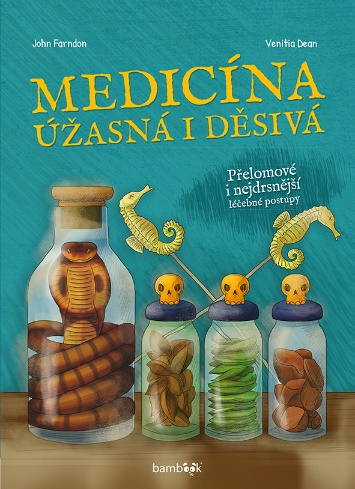 John Farndon Venitia Dean
MEDICÍNA
ÚŽASNÁ I DĚSIVÁ
Přelomové
i nejdrsnější
léčebné postupy
bambook